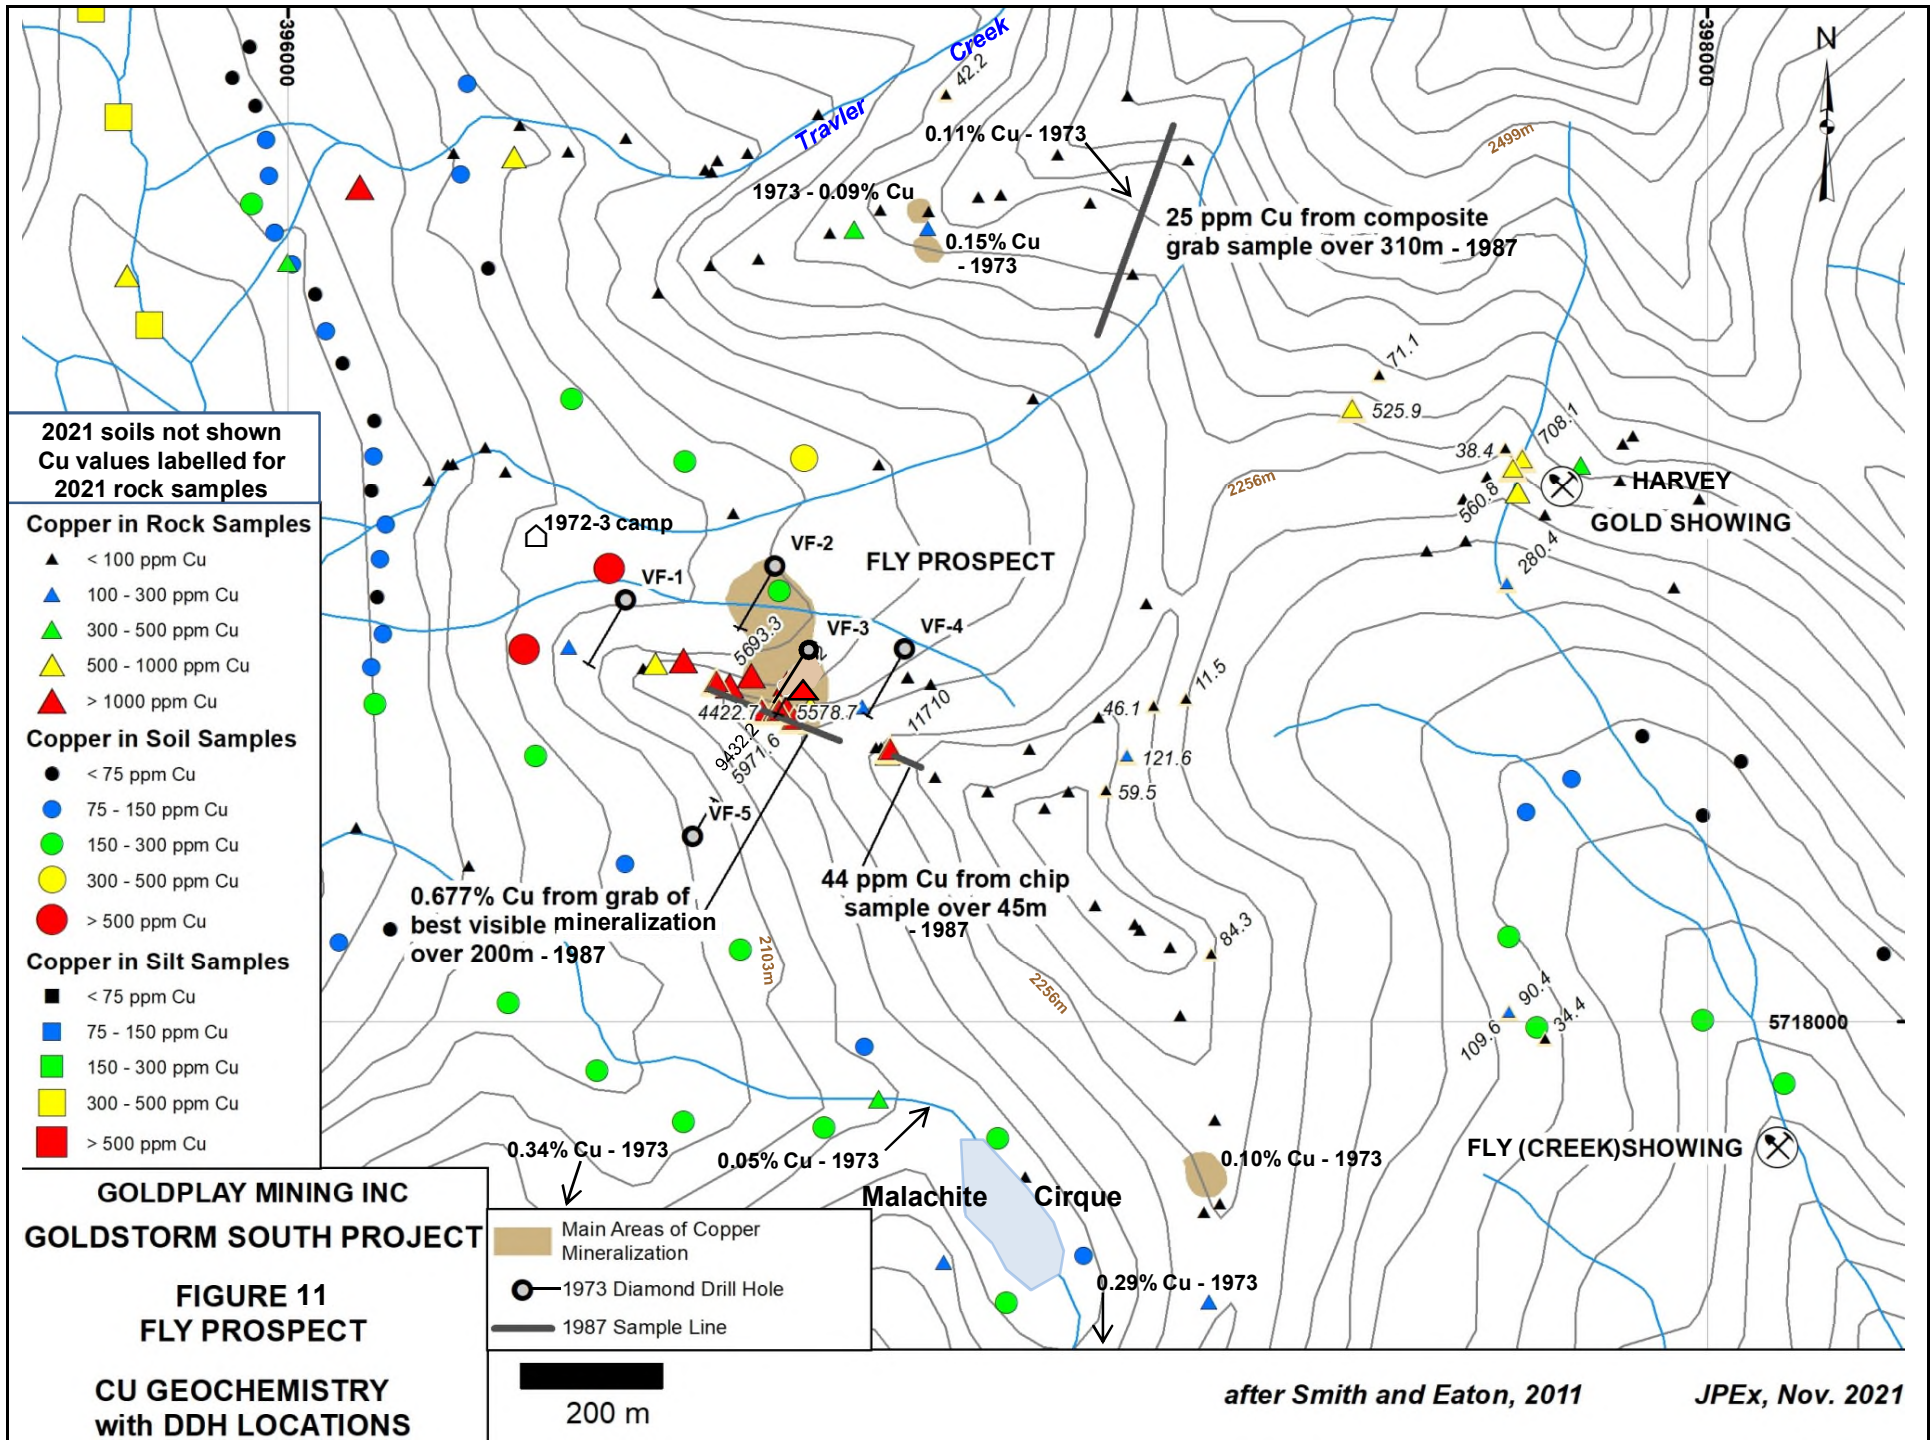 396000
398000
N
Creek
Travler
42.2
0.11% Cu - 1973
2499m
1973 - 0.09% Cu
0.15% Cu
- 1973
25 ppm Cu from composite
grab sample over 310m - 1987
71.1
525.9
708.1
38.4
560.8
280.4
HARVEY
GOLD SHOWING
2256m
2021 soils not shown
Cu values labelled for
2021 rock samples
Copper in Rock Samples
< 100 ppm Cu
100 - 300 ppm Cu
300 - 500 ppm Cu
500 - 1000 ppm Cu
> 1000 ppm Cu
Copper in Soil Samples
< 75 ppm Cu
75 - 150 ppm Cu
150 - 300 ppm Cu
300 - 500 ppm Cu
> 500 ppm Cu
Copper in Silt Samples
< 75 ppm Cu
75 - 150 ppm Cu
150 - 300 ppm Cu
300 - 500 ppm Cu
> 500 ppm Cu
1972-3 camp
VF-2
FLY PROSPECT
VF-1
VF-3
VF-4
5693.3
4422.7
5578.7
11710
9432.2
5971.6
VF-5
46.1
11.5
121.6
59.5
0.677% Cu from grab of
best visible mineralization
over 200m - 1987
44 ppm Cu from chip
sample over 45m
- 1987
84.3
2103m
2256m
90.4
109.6
34.4
5718000
0.34% Cu - 1973
0.05% Cu - 1973
0.10% Cu - 1973
FLY (CREEK)SHOWING
Malachite Cirque
0.29% Cu - 1973
GOLDPLAY MINING INC
GOLDSTORM SOUTH PROJECT
FIGURE 11
FLY PROSPECT
CU GEOCHEMISTRY
with DDH LOCATIONS
Main Areas of Copper
Mineralization
1973 Diamond Drill Hole
1987 Sample Line
200 m
after Smith and Eaton, 2011
JPEx, Nov. 2021